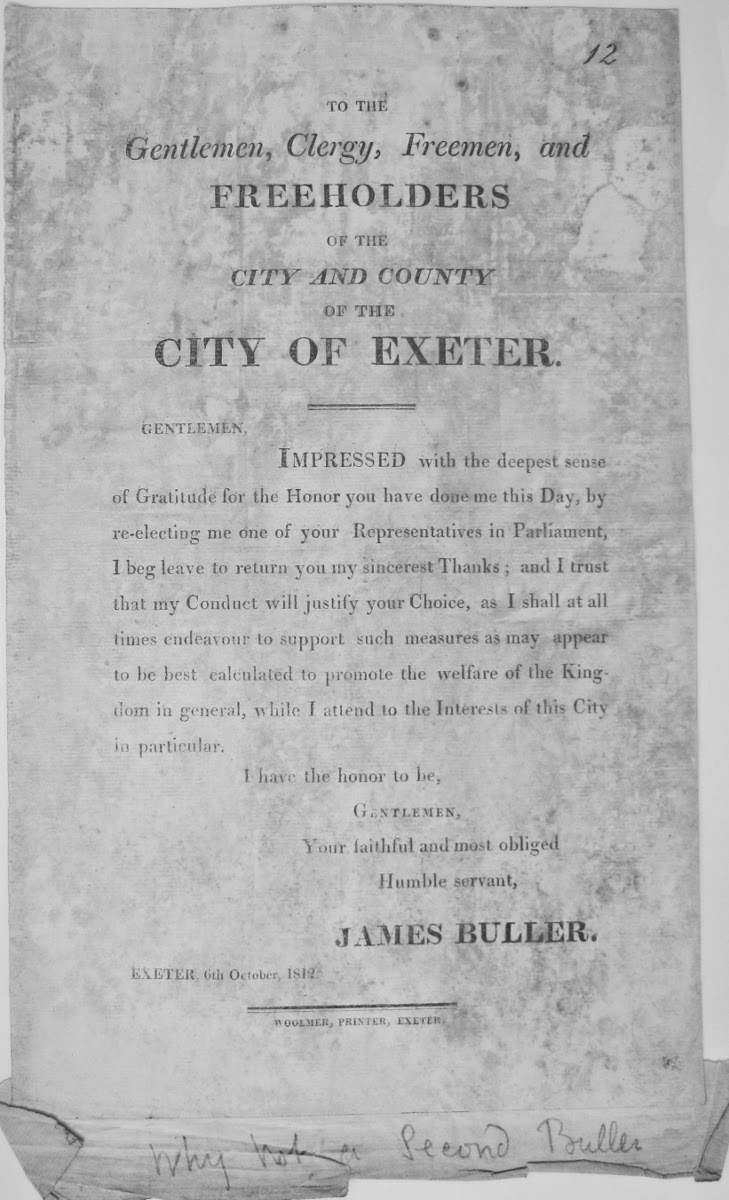 12
TO THE
Gentlemen, Clergy, Freemen, and
FREEHOLDERS
OF THE
CITY AND COUNTY
OF THE
CITY OF EXETER.
GENTLEMEN,
IMPRESSED with the deepest sense
of Gratitude for the Honor you have done me this Day, by
re-electing me one of your Representatives in Parliament,
I beg leave to return you my sincerest Thanks ; and I trust
that my Conduct will justify your Choice, as I shall at all
times endeavour to support such measures as may appear
to be best calculated to promote the welfare of the King-
dom in general, while I attend to the Interests of this City
in particular.
I have the honor to be,
GENTLEMEN,
Your faithful and most obliged
Humble servant,
JAMES BULLER.
EXETER, 6th October, 1812.
WOOLMER, PRINTER, EXETER.
Why not a Second Buller